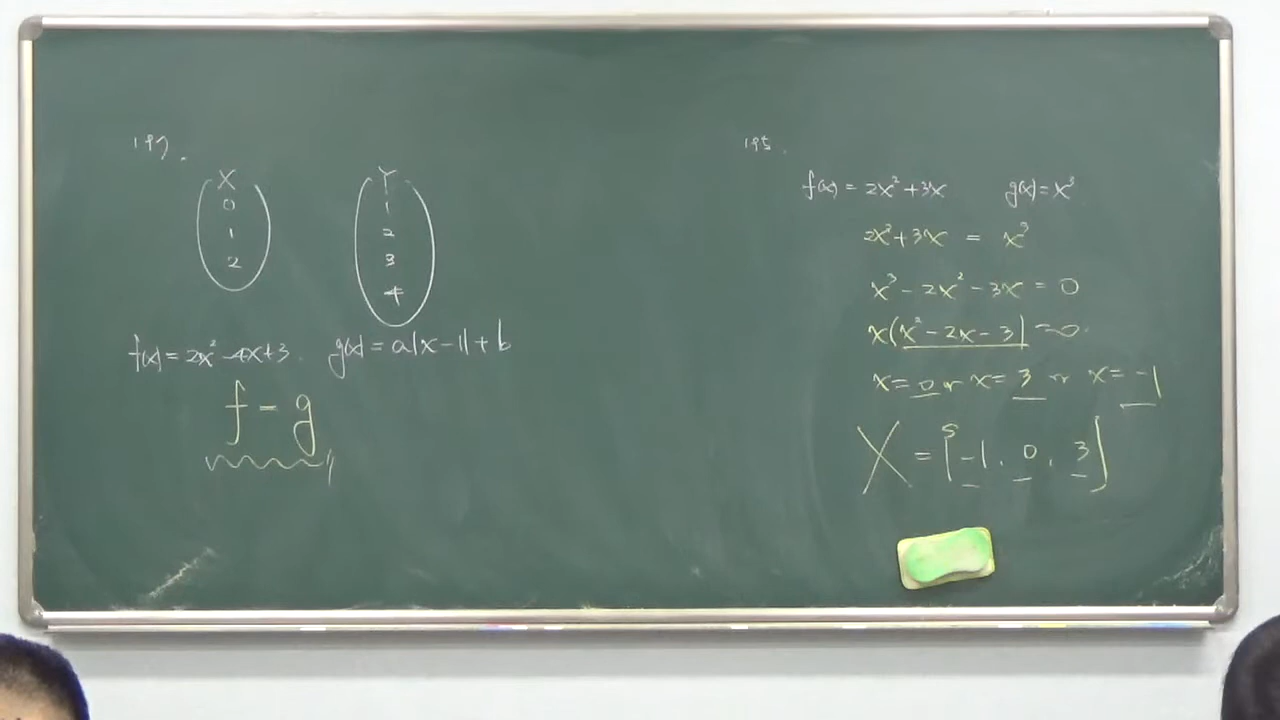 197.
X
0
1
2
Y
1
2
3
4
f(x) = 2x² - 4x + 3. g(x) = a|x - 1| + b
f = g
195.
f(x) = 2x² + 3x g(x) = x³
2x² + 3x = x³
x³ - 2x² - 3x = 0
x(x² - 2x - 3) = 0.
x = 0 or x = 3 or x = -1
X = {-1, 0, 3}